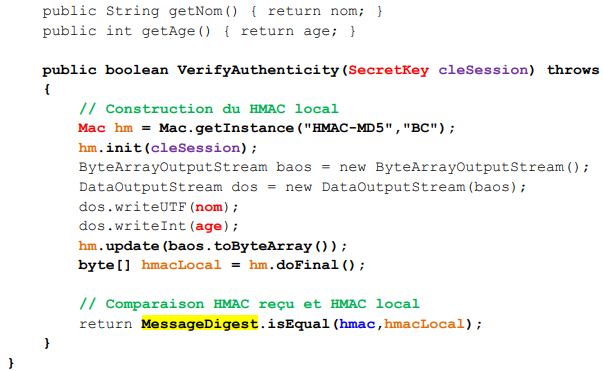 public String getNom() { return nom; }
public int getAge() { return age; }
public boolean VerifyAuthenticity(SecretKey cleSession) throws
{
// Construction du HMAC local
Mac hm = Mac.getInstance("HMAC-MD5","BC");
hm.init(cleSession);
ByteArrayOutputStream baos = new ByteArrayOutputStream();
DataOutputStream dos = new DataOutputStream(baos);
dos.writeUTF(nom);
dos.writeInt(age);
hm.update(baos.toByteArray());
byte[] hmacLocal = hm.doFinal();
// Comparaison HMAC reçu et HMAC local
return MessageDigest.isEqual(hmac,hmacLocal);
}
}